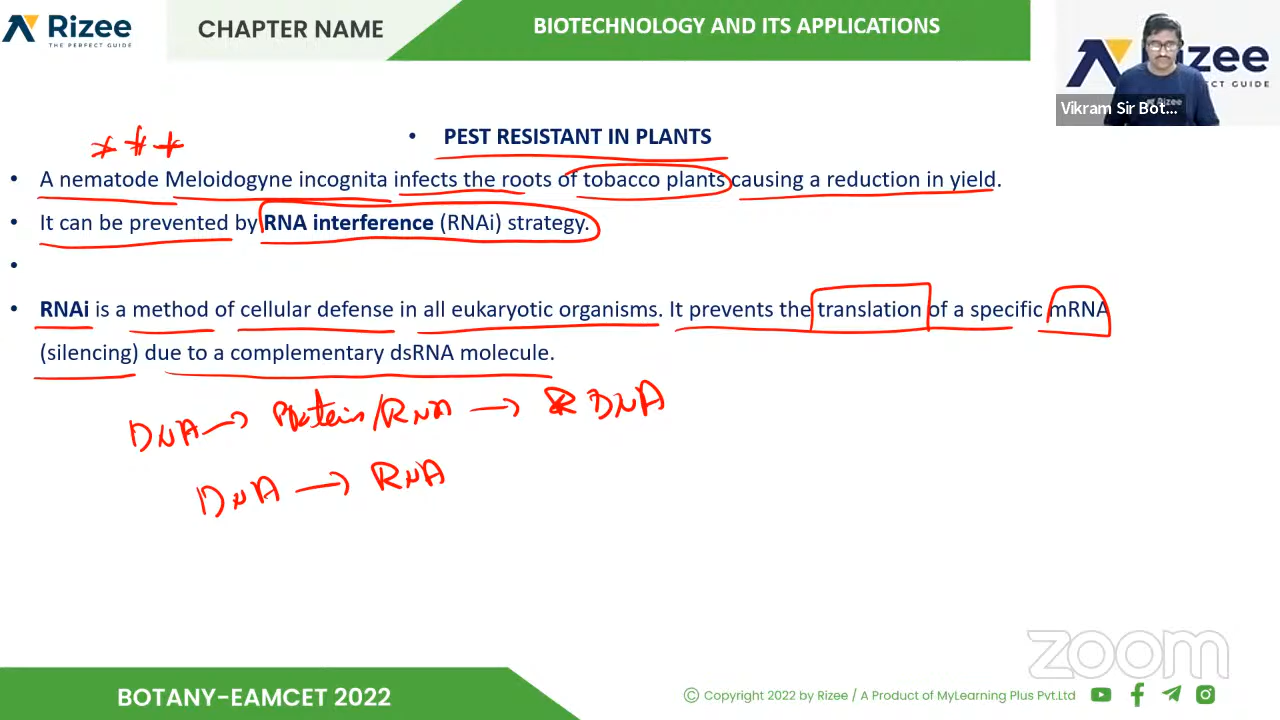 Rizee
THE PERFECT GUIDE
CHAPTER NAME
BIOTECHNOLOGY AND ITS APPLICATIONS
Rizee
Vikram Sir Bot...
• PEST RESISTANT IN PLANTS
• A nematode Meloidogyne incognita infects the roots of tobacco plants causing a reduction in yield.
• It can be prevented by RNA interference (RNAi) strategy.
•
• RNAi is a method of cellular defense in all eukaryotic organisms. It prevents the translation of a specific mRNA
(silencing) due to a complementary dsRNA molecule.
DNA → Proteins/RNA → DNA
DNA → RNA
zoom
BOTANY-EAMCET 2022
© Copyright 2022 by Rizee / A Product of MyLearning Plus Pvt.Ltd